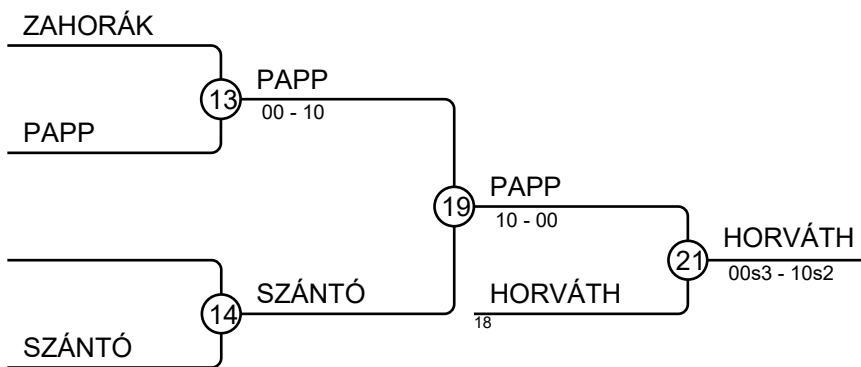 ZAHORÁK
13
PAPP
00 - 10
PAPP
19
PAPP
10 - 00
21
HORVÁTH
00s3 - 10s2
14
SZÁNTÓ
HORVÁTH
18
SZÁNTÓ